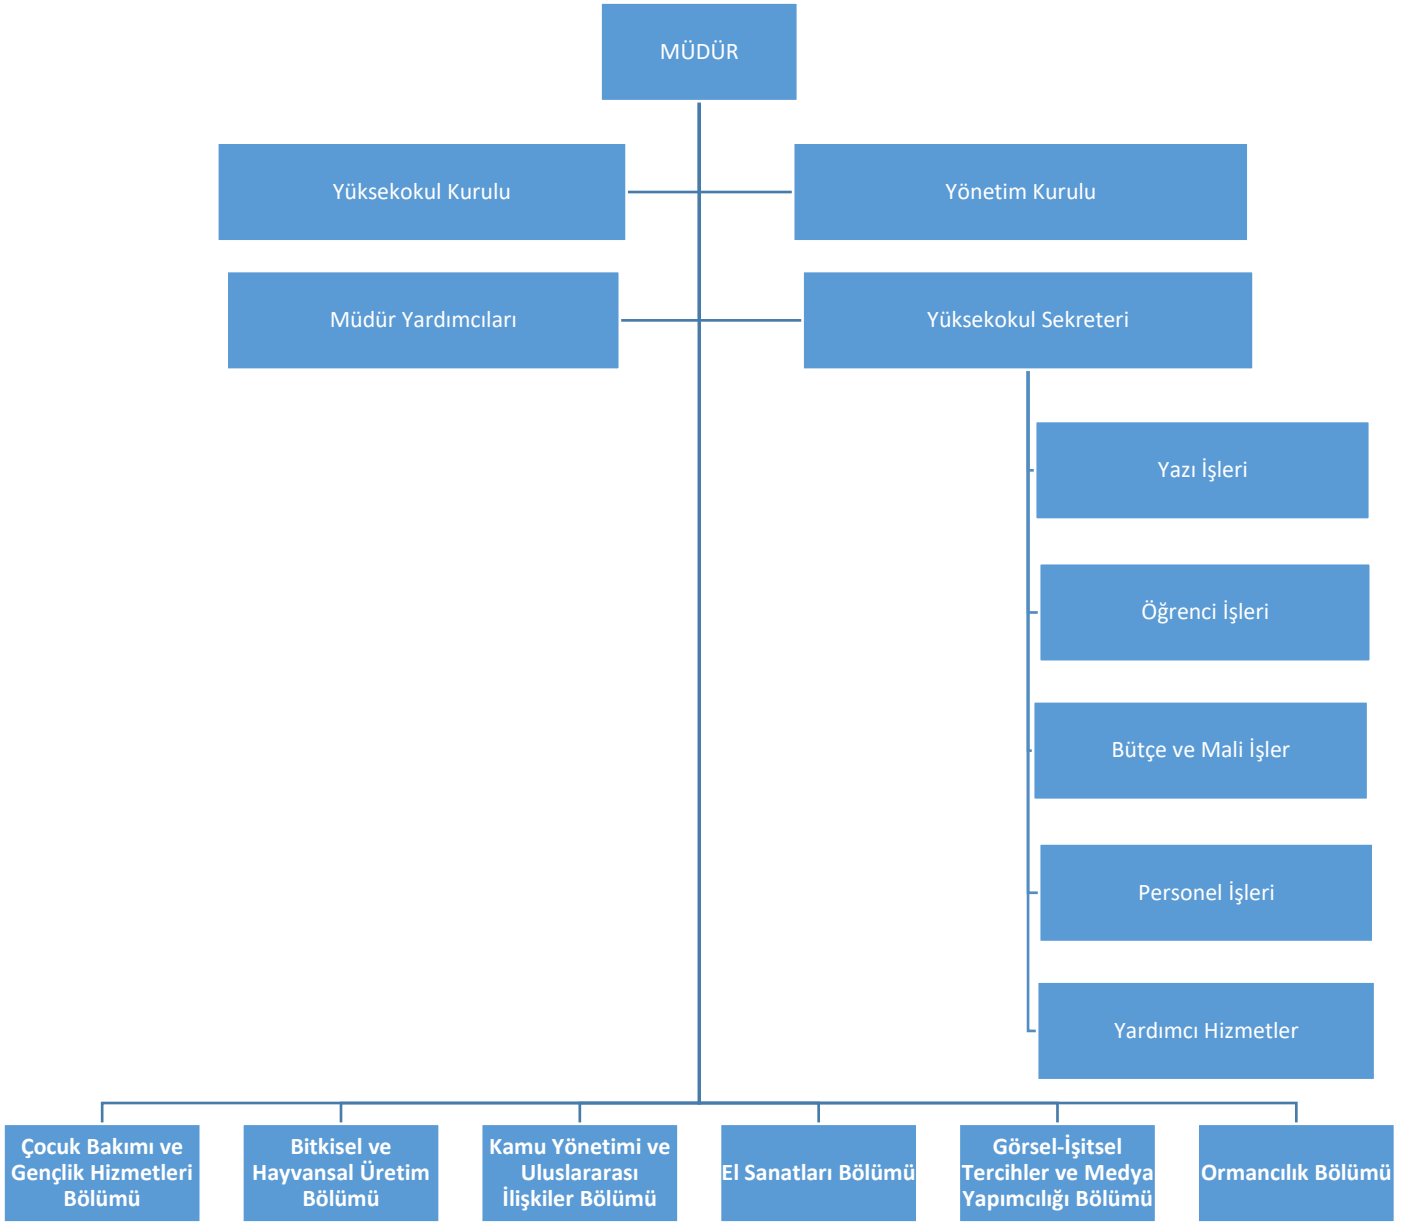 MÜDÜR
Yüksekokul Kurulu
Yönetim Kurulu
Müdür Yardımcıları
Yüksekokul Sekreteri
Yazı İşleri
Öğrenci İşleri
Bütçe ve Mali İşler
Personel İşleri
Yardımcı Hizmetler
Çocuk Bakımı ve
Gençlik Hizmetleri
Bölümü
Bitkisel ve
Hayvansal Üretim
Bölümü
Kamu Yönetimi ve
Uluslararası
İlişkiler Bölümü
El Sanatları Bölümü
Görsel-İşitsel
Tercihler ve Medya
Yapımcılığı Bölümü
Ormancılık Bölümü